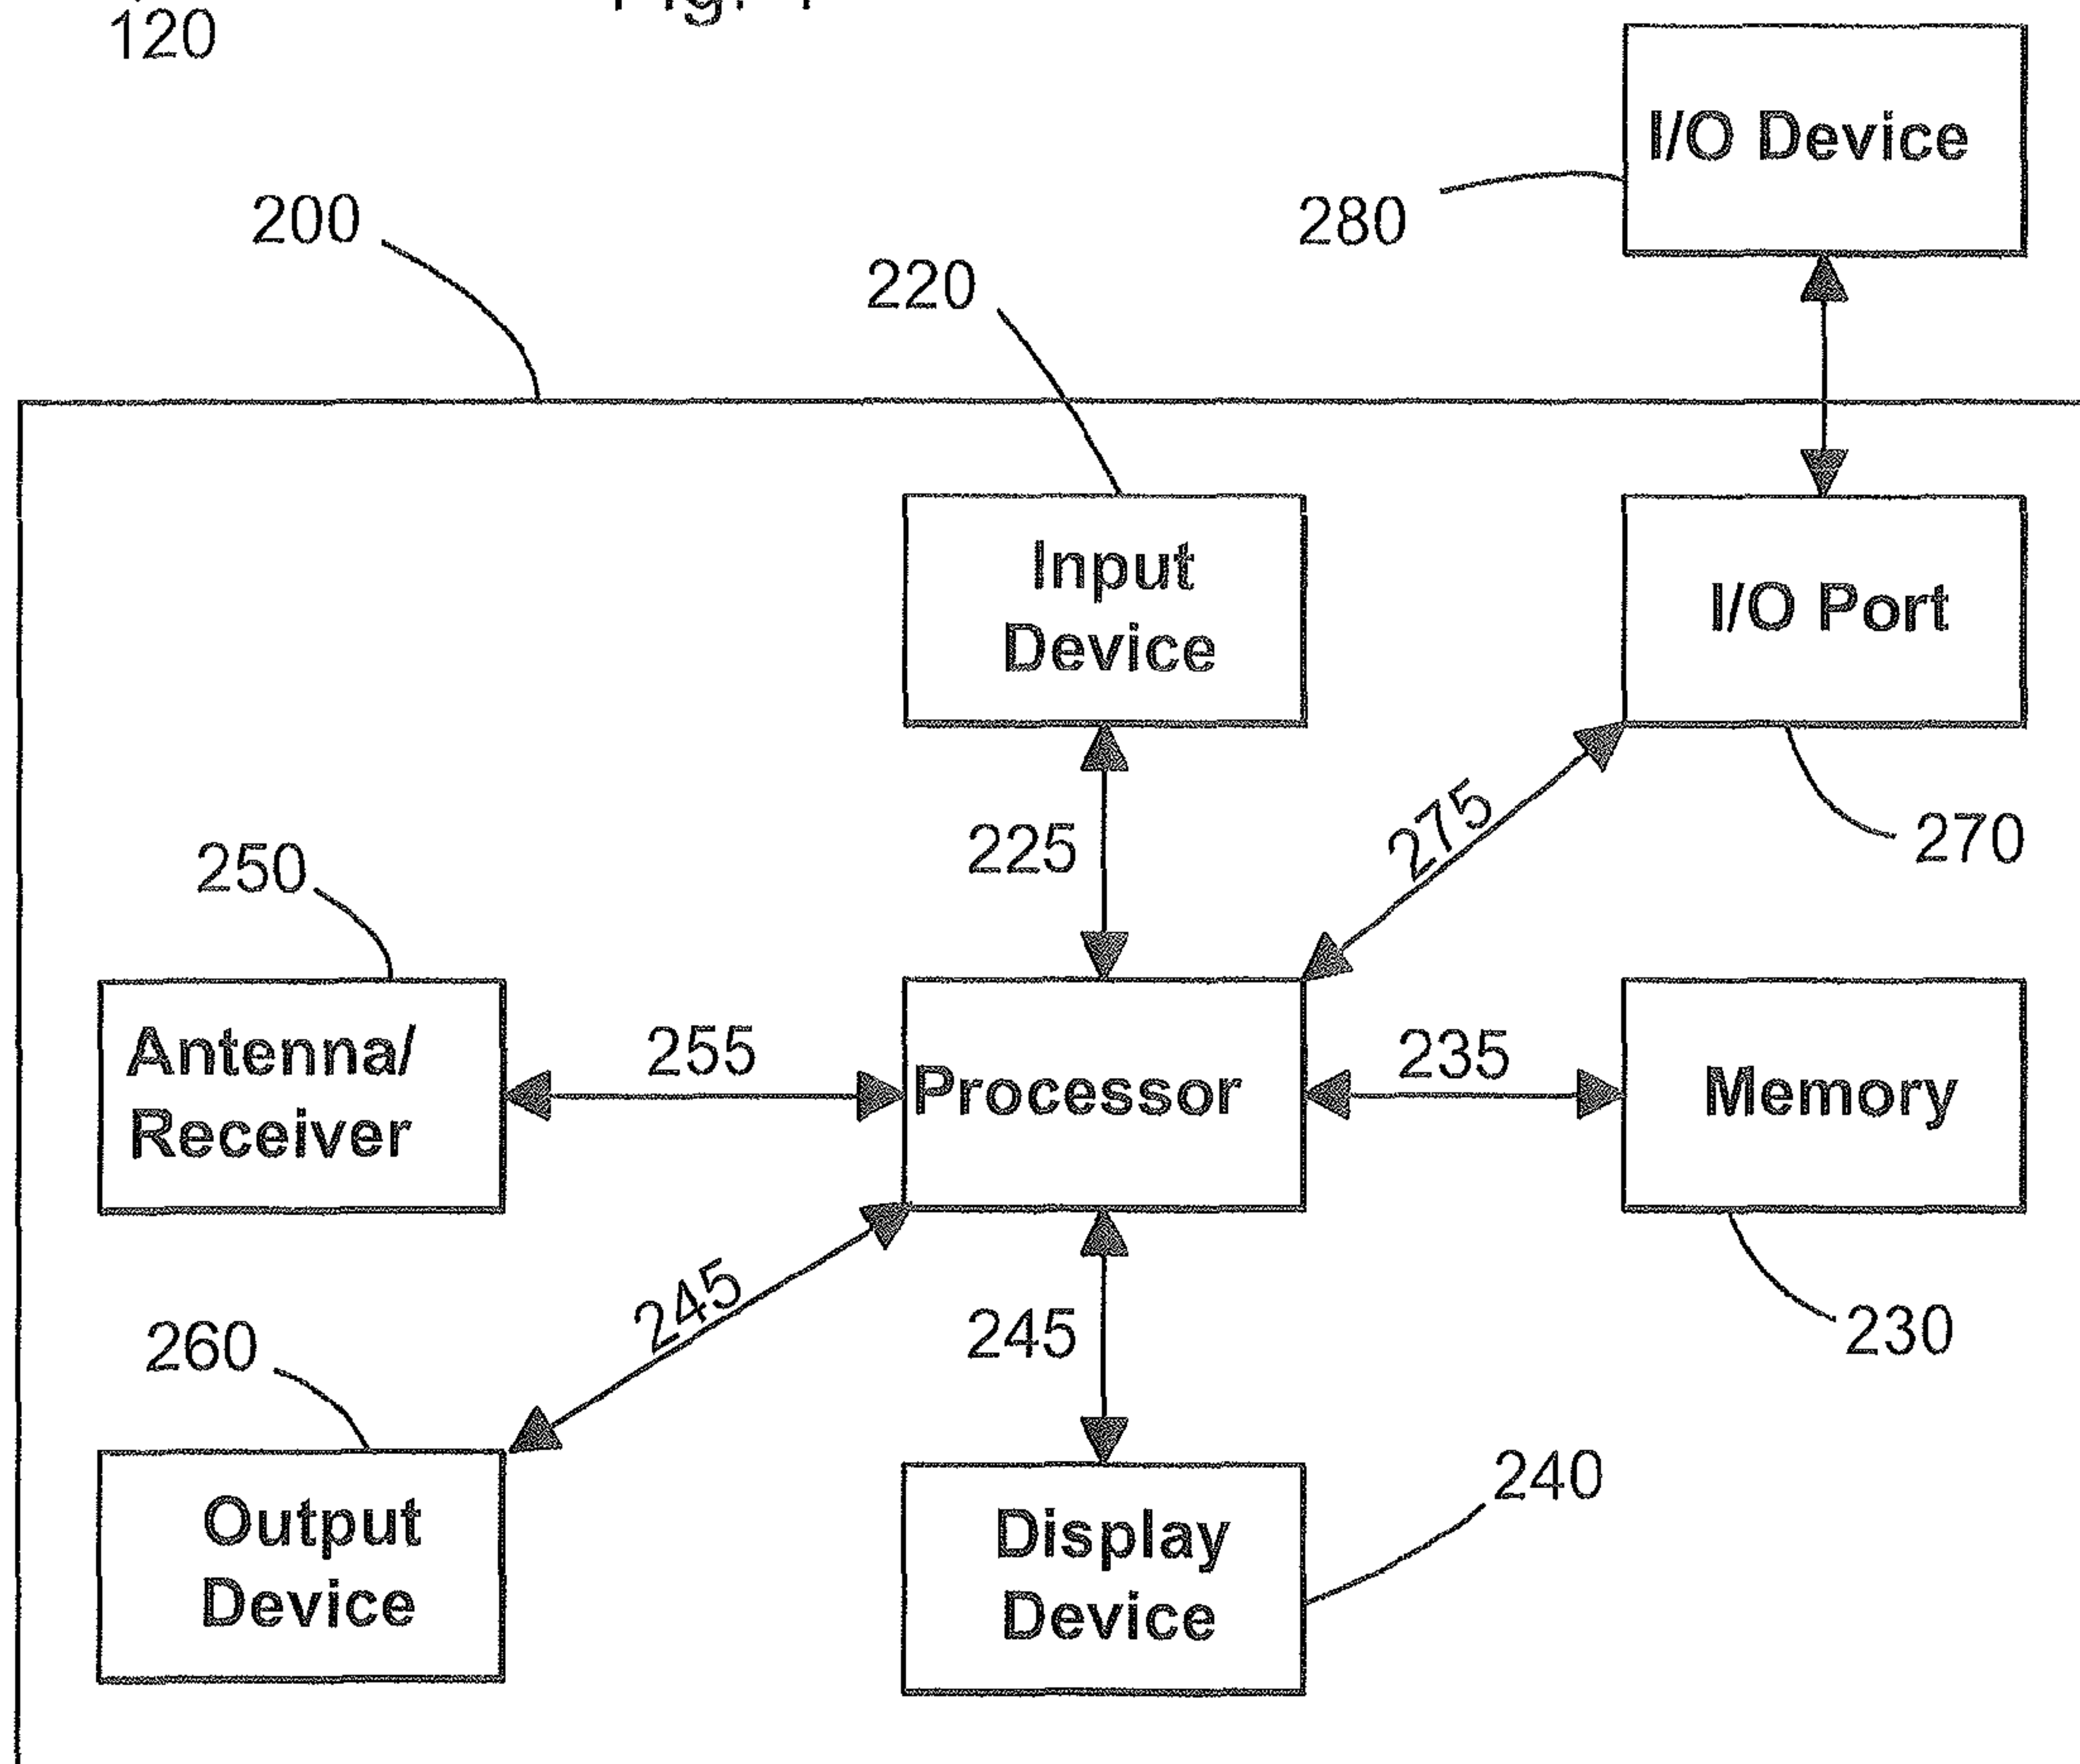 120
I/O Device
280
200
220
Input
Device
I/O Port
225
275
270
250
Antenna/
Receiver
255
Processor
235
Memory
245
245
230
260
Output
Device
Display
Device
240